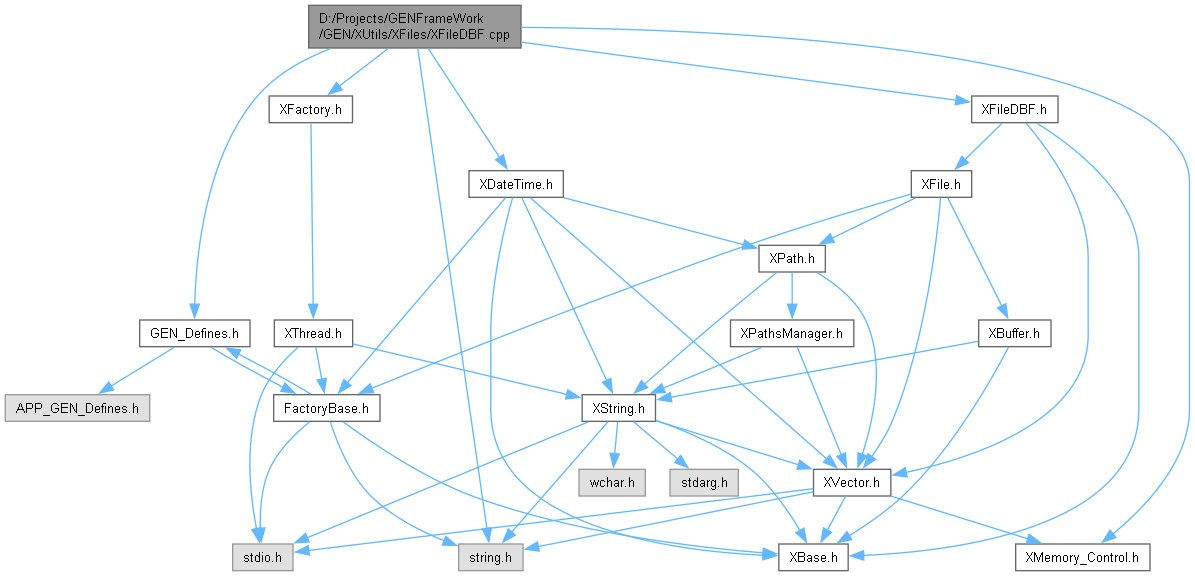 D:/Projects/GENFrameWork
/GEN/XUtils/XFiles/XFileDBF.cpp
XFactory.h
XFileDBF.h
XDateTime.h
XFile.h
XPath.h
GEN_Defines.h
XThread.h
XPathsManager.h
XBuffer.h
APP_GEN_Defines.h
FactoryBase.h
XString.h
wchar.h
stdarg.h
XVector.h
stdio.h
string.h
XBase.h
XMemory_Control.h